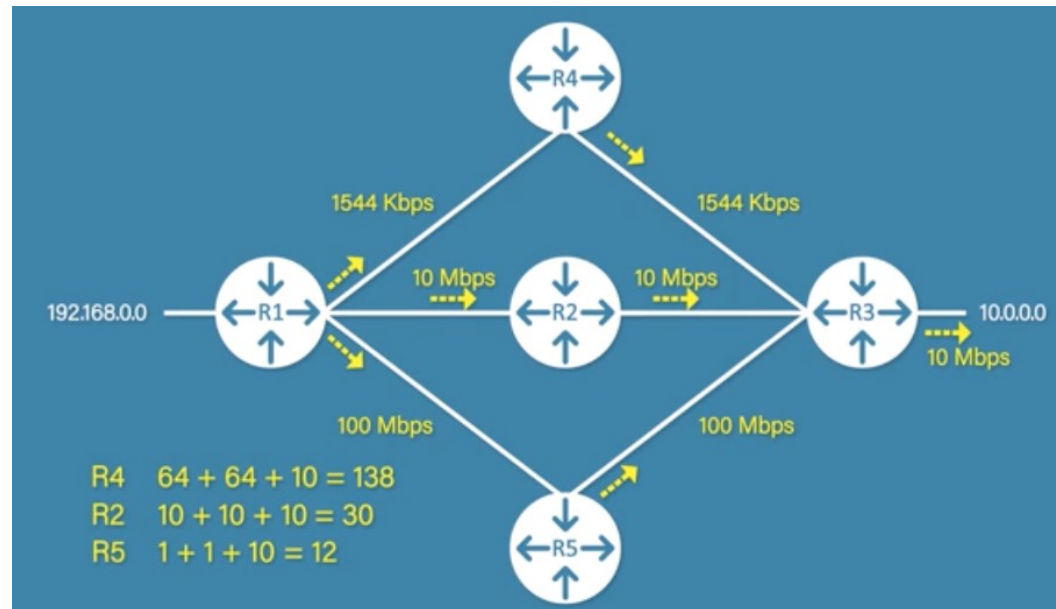 R4
1544 Kbps
1544 Kbps
10 Mbps
10 Mbps
192.168.0.0
R1
R2
R3
10.0.0.0
10 Mbps
100 Mbps
100 Mbps
R4 64 + 64 + 10 = 138
R2 10 + 10 + 10 = 30
R5 1 + 1 + 10 = 12
R5